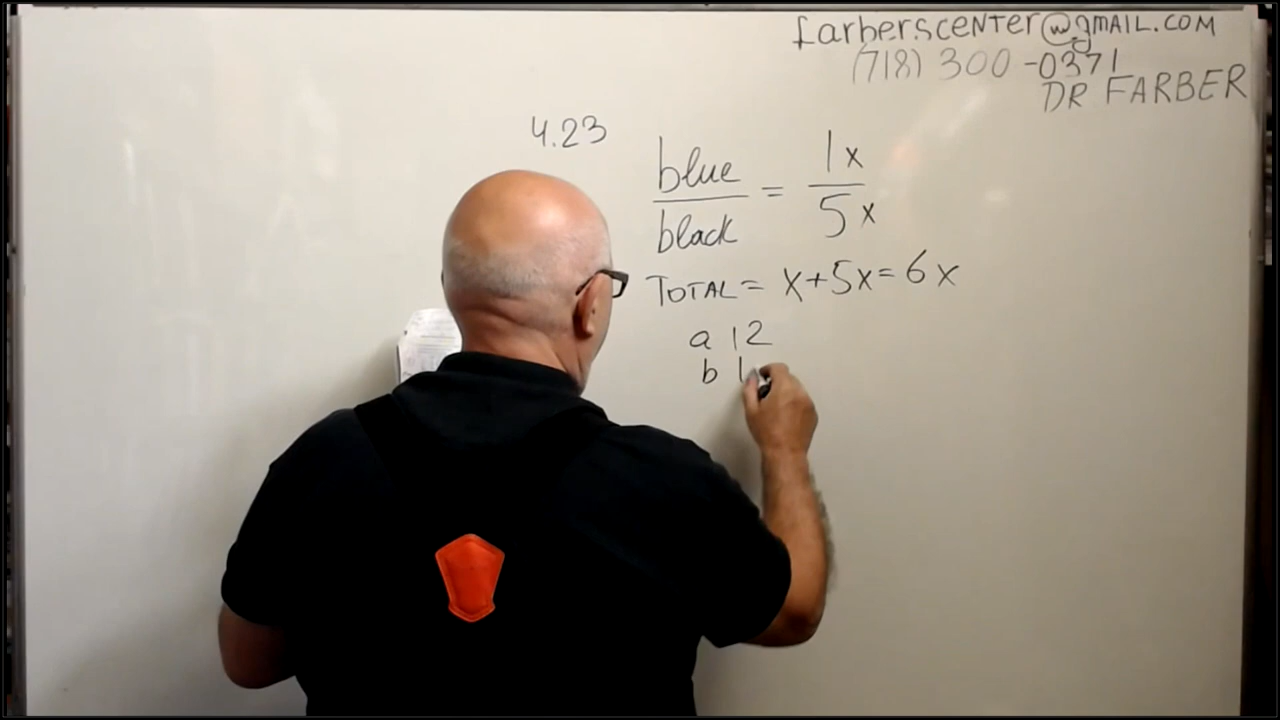 farberscenter@gmail.com
(718) 300-0371
DR FARBER
4.23
blue / black = 1x / 5x
TOTAL = x+5x=6x
a 12
b 1